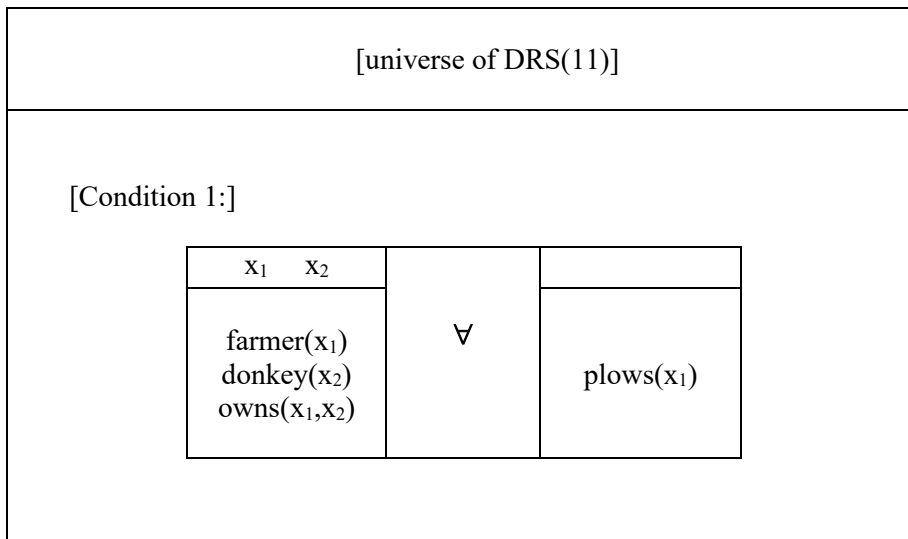 [universe of DRS(11)]
[Condition 1:]
x₁ x₂
farmer(x₁)
donkey(x₂)
owns(x₁,x₂)
∀
plows(x₁)